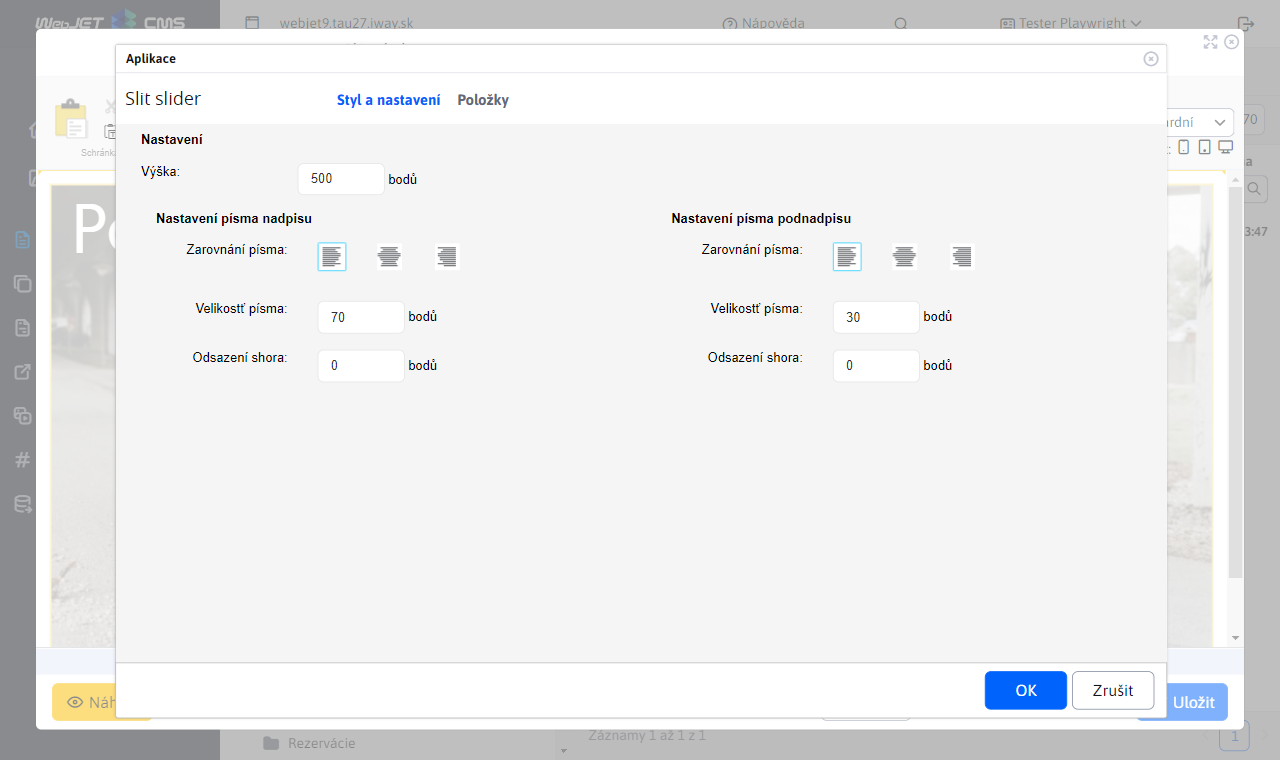 WebJET CMS
webjet9.tau27.iway.sk
Nápověda
Tester Playwright
Aplikace
Slit slider
Styl a nastavení
Položky
Schránka
rdní
70
Nastavení
Výška:
500
bodů
Nastavení písma nadpisu
Nastavení písma podnadpisu
Zarovnání písma:
Zarovnání písma:
3:47
Velikostť písma:
70
bodů
Velikostť písma:
30
bodů
Odsazení shora:
0
bodů
Odsazení shora:
0
bodů
OK
Zrušit
Náh
Uložit
Rezervácie
Záznamy 1 až 1 z 1
1